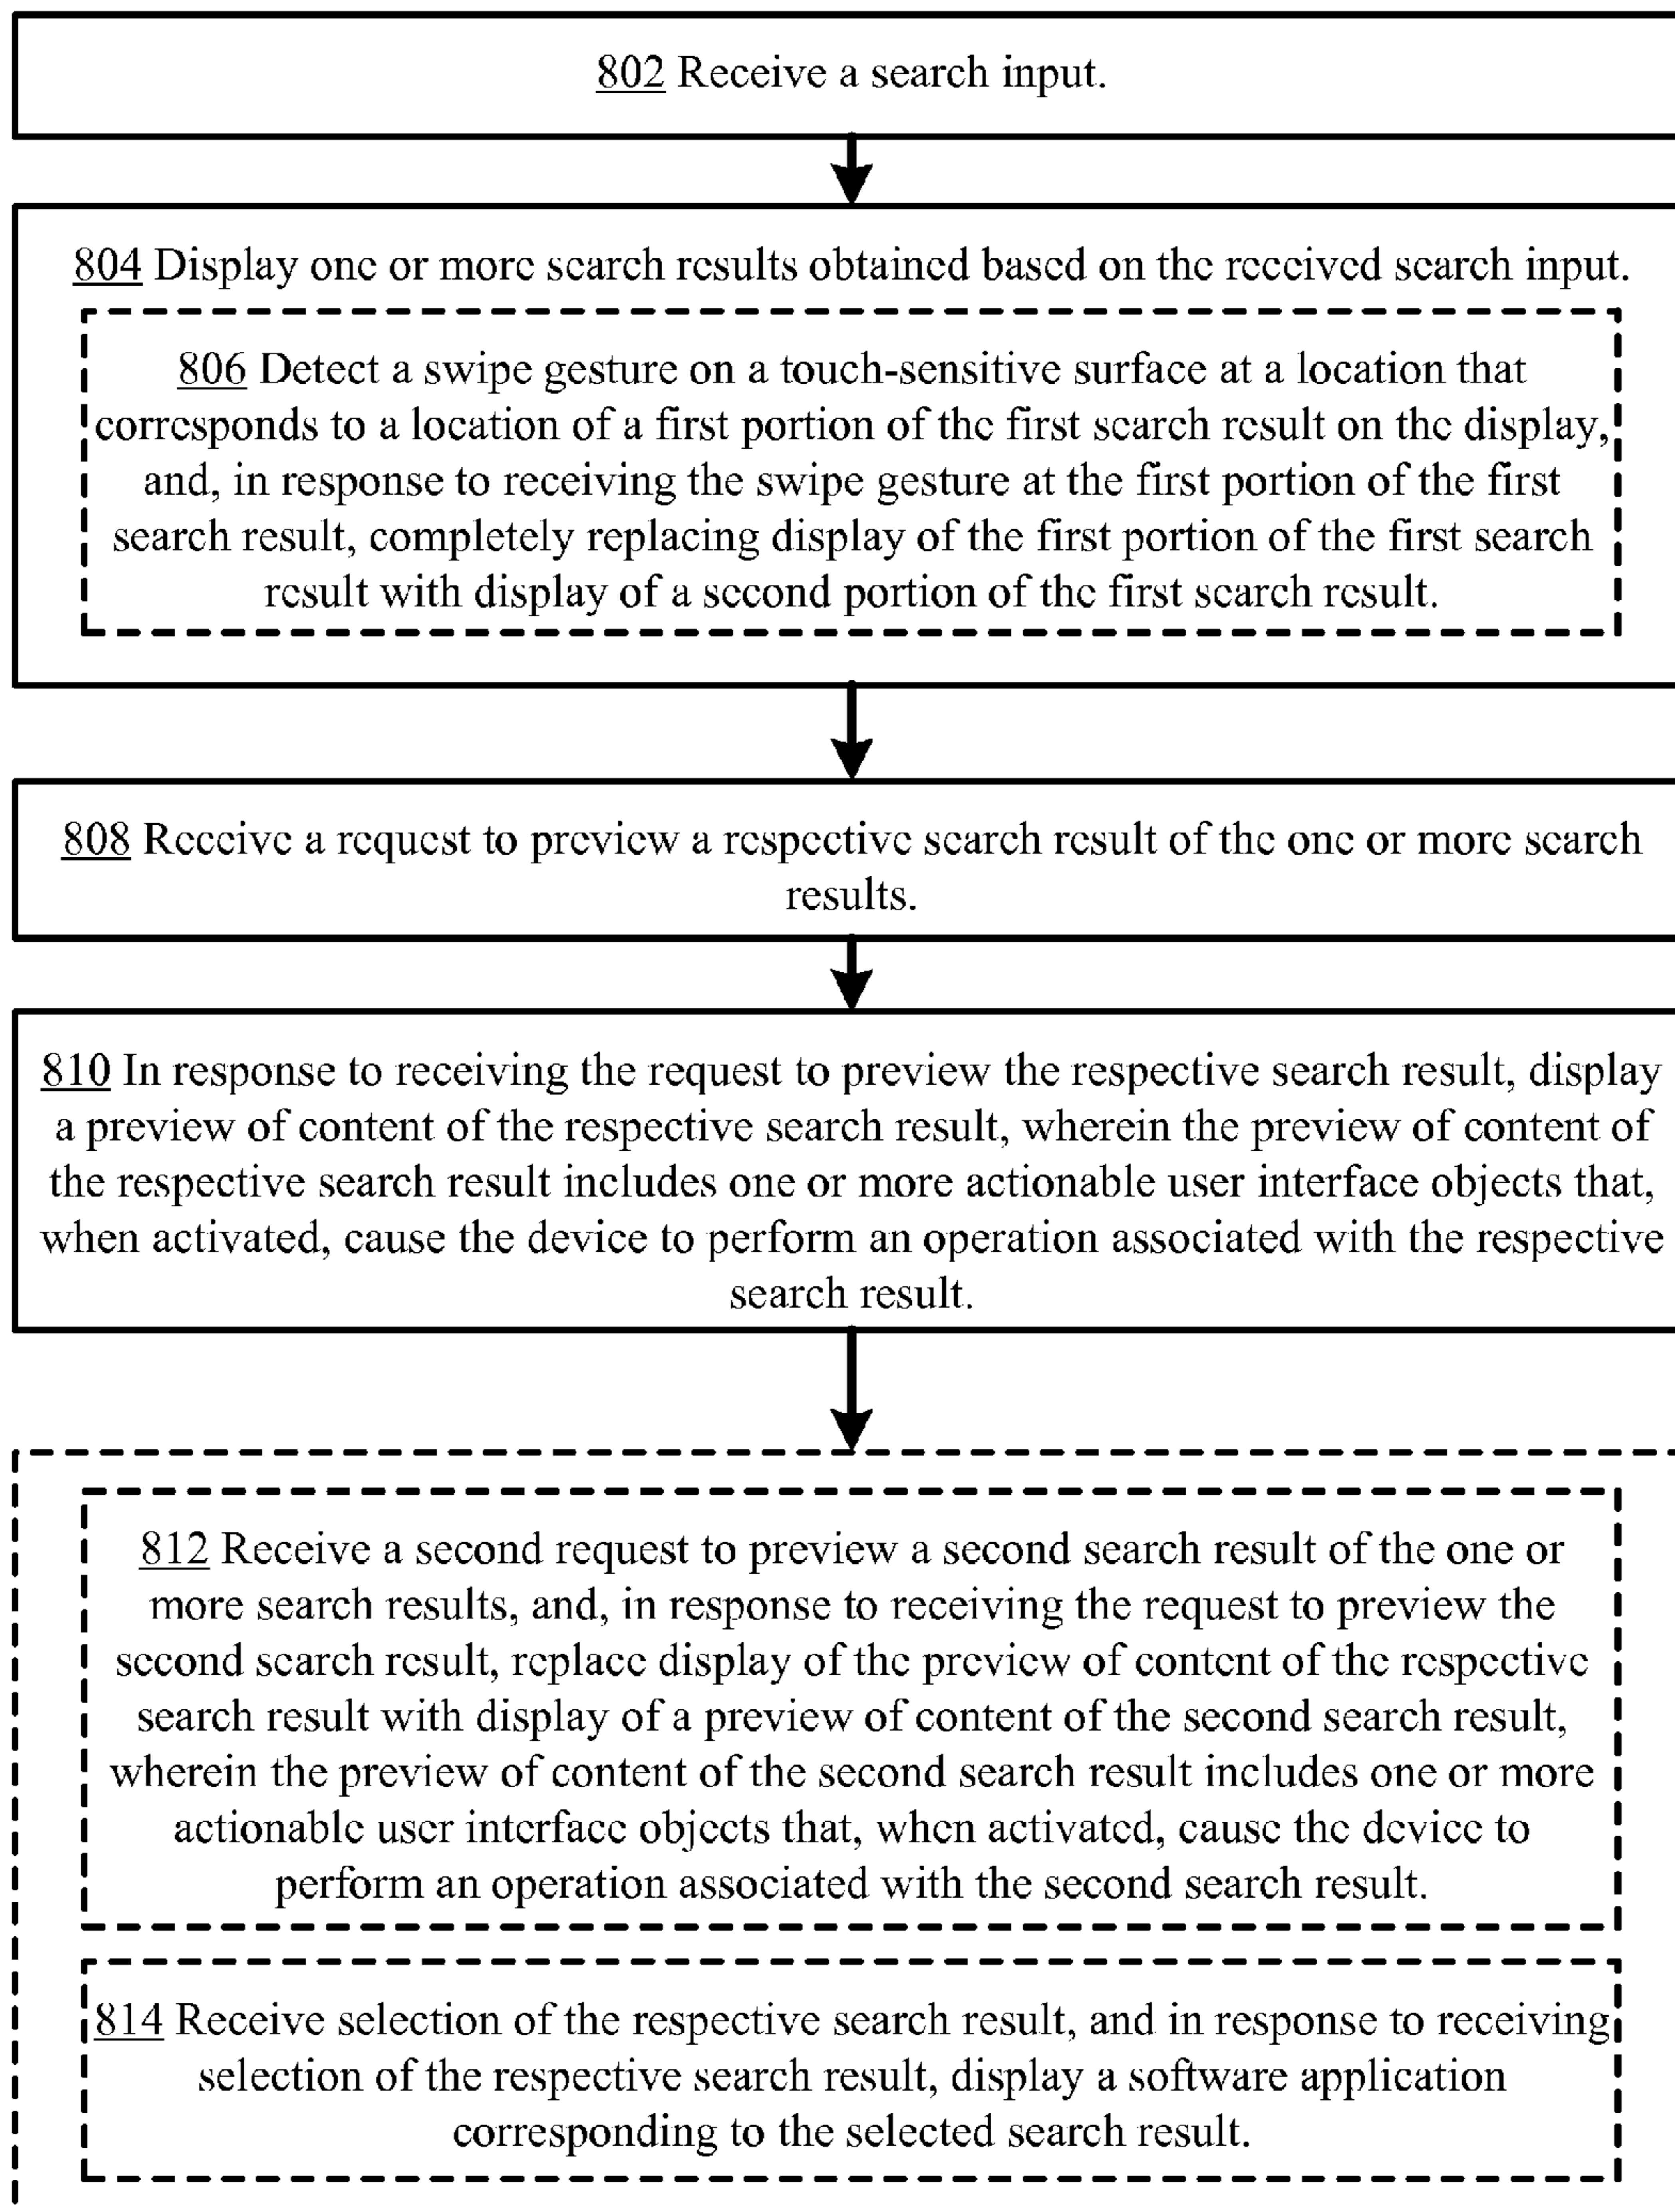 802 Receive a search input.
804 Display one or more search results obtained based on the received search input.
806 Detect a swipe gesture on a touch-sensitive surface at a location that
corresponds to a location of a first portion of the first search result on the display,
and, in response to receiving the swipe gesture at the first portion of the first
search result, completely replacing display of the first portion of the first search
result with display of a second portion of the first search result.
808 Receive a request to preview a respective search result of the one or more search
results.
810 In response to receiving the request to preview the respective search result, display
a preview of content of the respective search result, wherein the preview of content of
the respective search result includes one or more actionable user interface objects that,
when activated, cause the device to perform an operation associated with the respective
search result.
812 Receive a second request to preview a second search result of the one or
more search results, and, in response to receiving the request to preview the
second search result, replace display of the preview of content of the respective
search result with display of a preview of content of the second search result,
wherein the preview of content of the second search result includes one or more
actionable user interface objects that, when activated, cause the device to
perform an operation associated with the second search result.
814 Receive selection of the respective search result, and in response to receiving
selection of the respective search result, display a software application
corresponding to the selected search result.